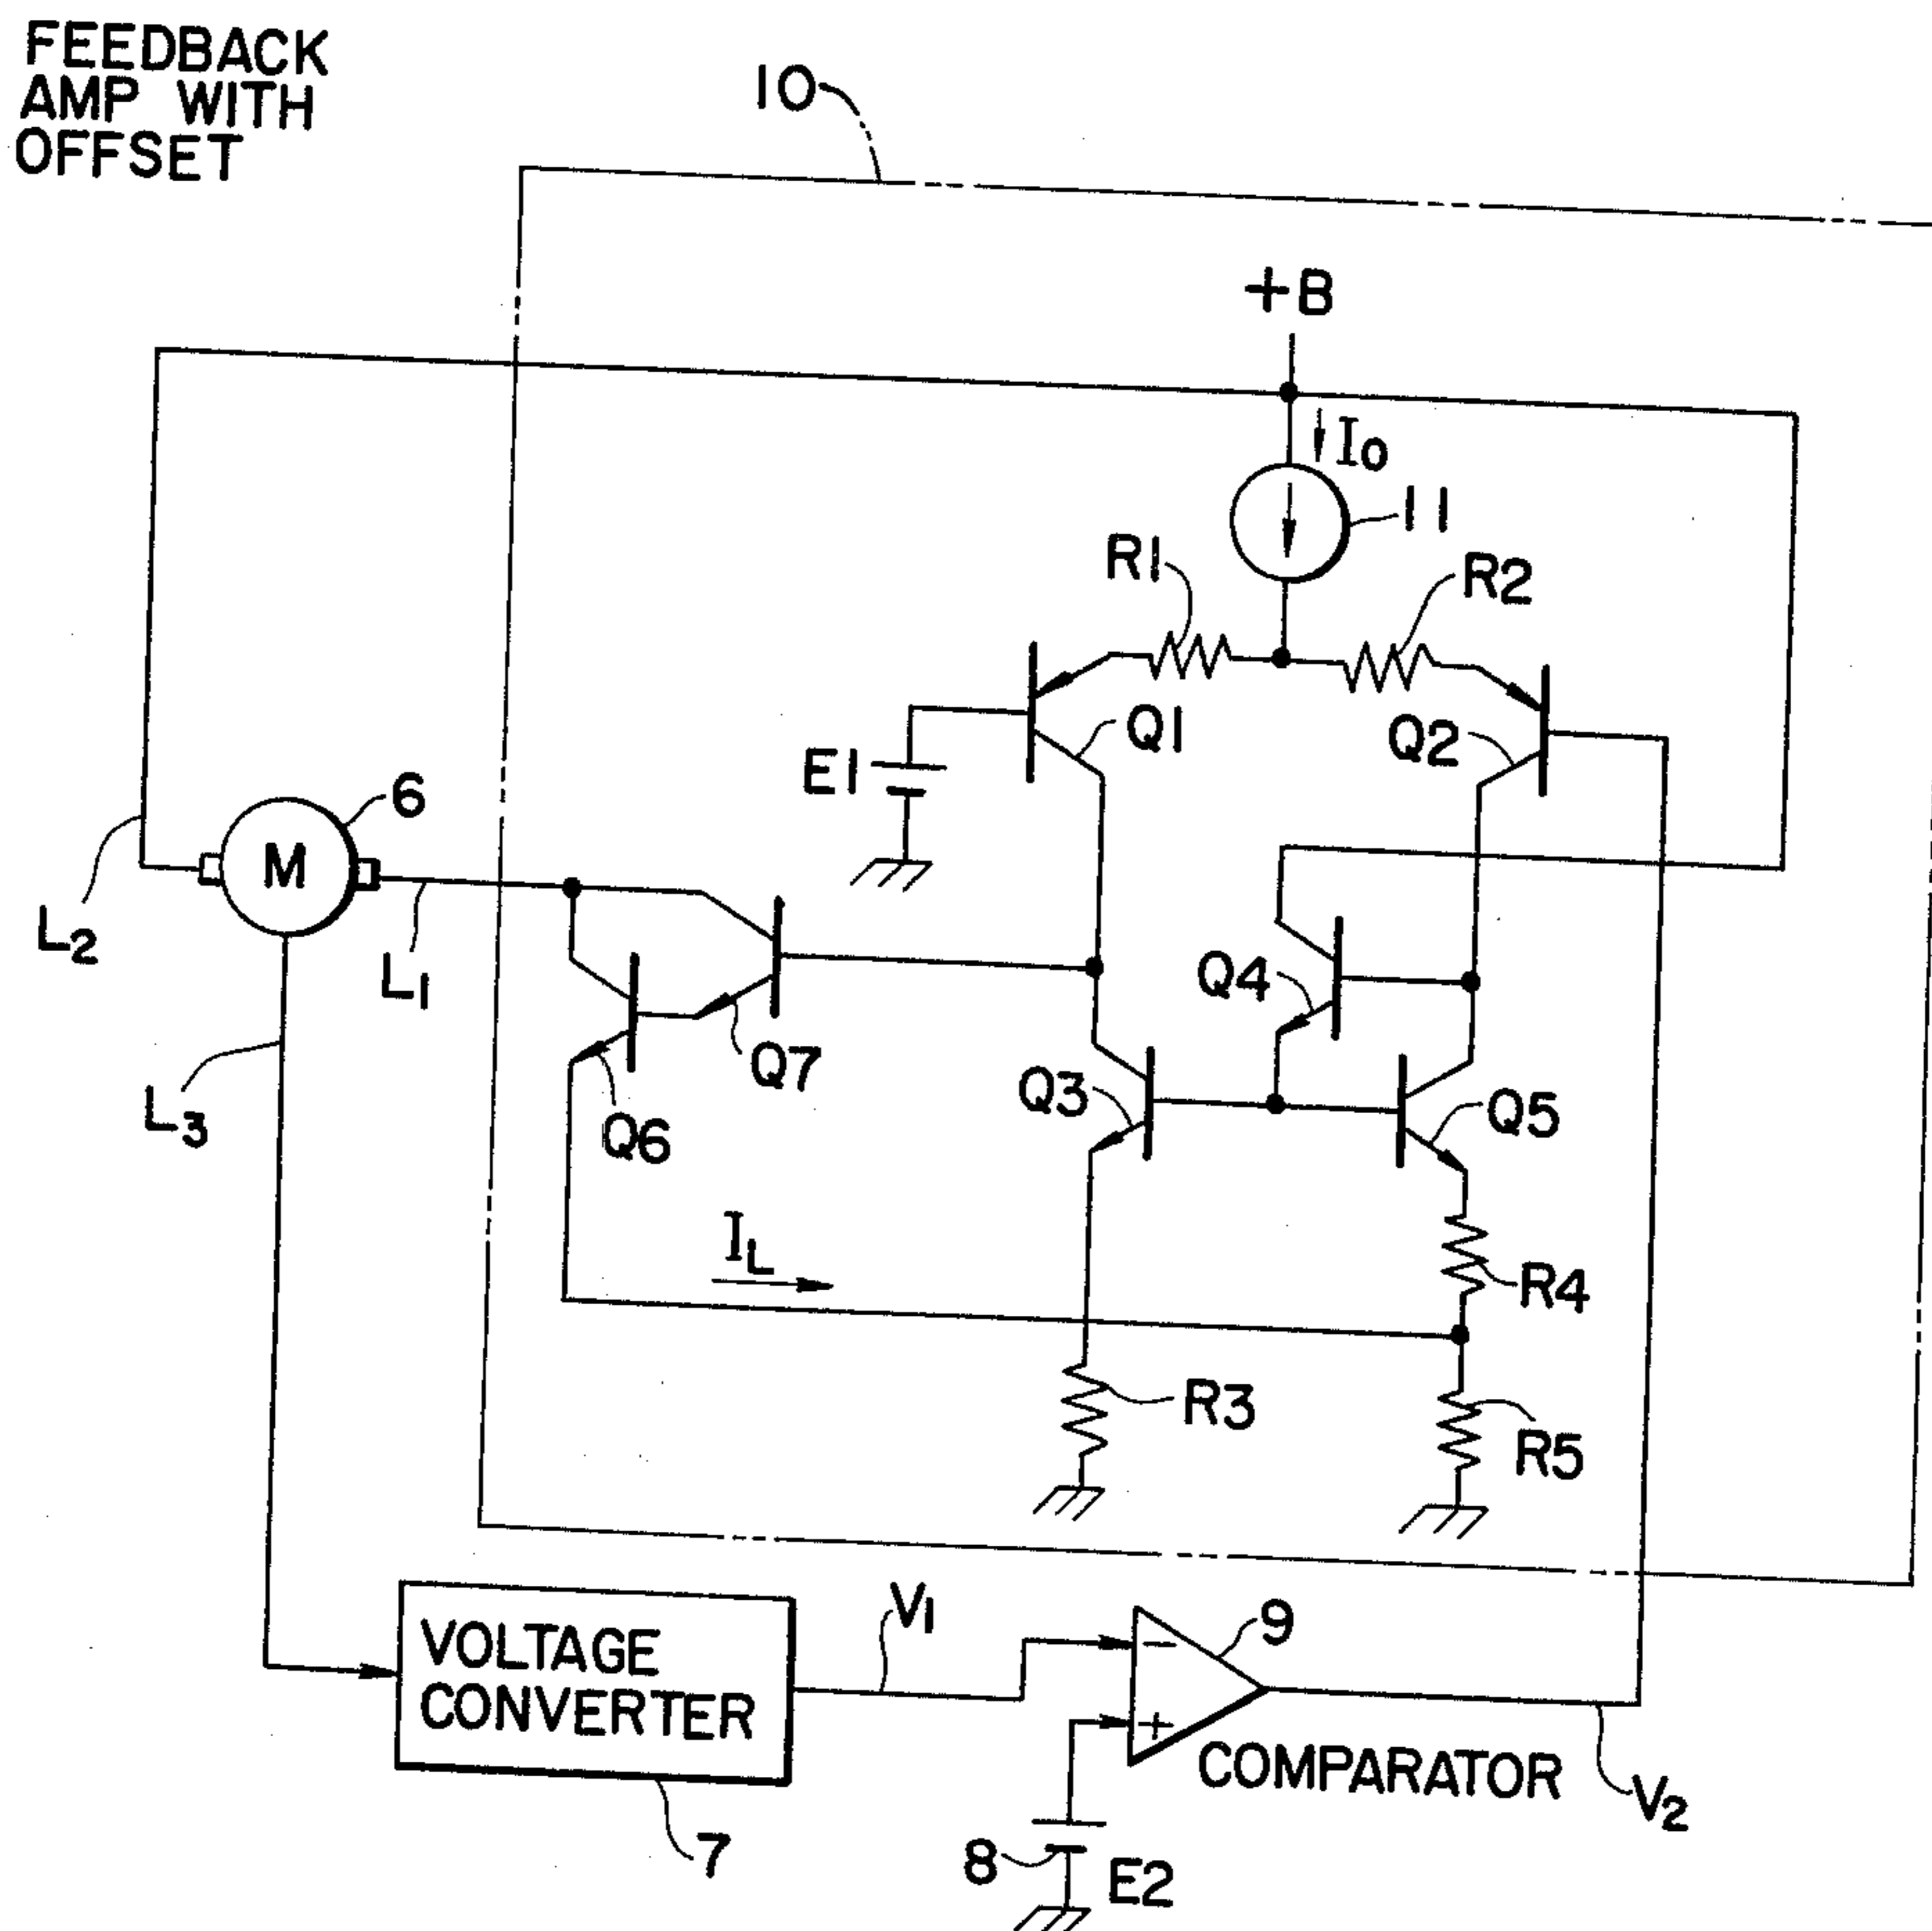 FEEDBACK
AMP WITH
OFFSET
10
+B
I0
11
R1
R2
Q1
Q2
E1
6
M
L2
L1
Q4
Q7
Q3
Q5
L3
Q6
IL
R4
R3
R5
V1
9
VOLTAGE
CONVERTER
−
+
COMPARATOR
V2
7
8
E2